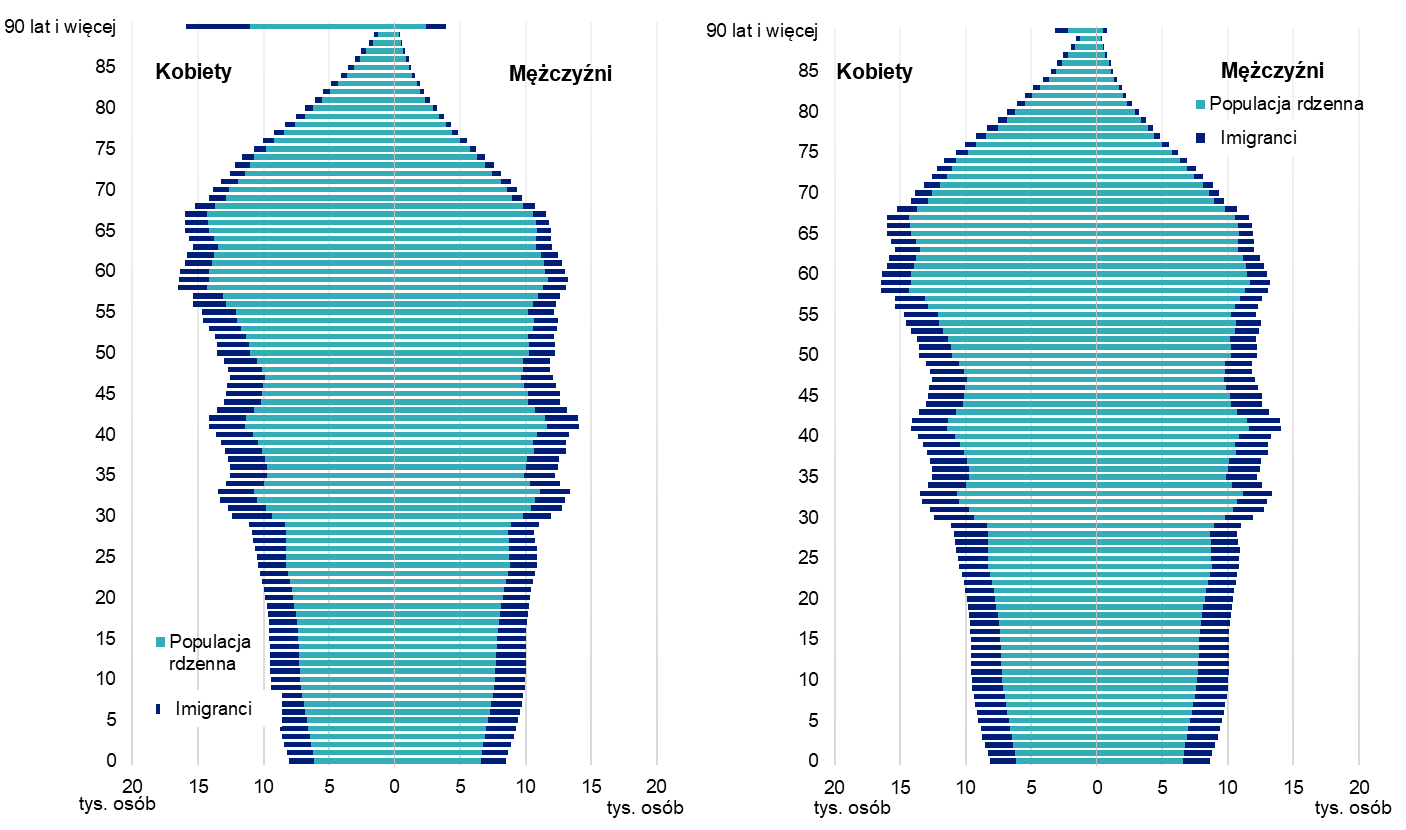 90 lat i więcej
85
80
75
70
65
60
55
50
45
40
35
30
25
20
15
10
5
0
Kobiety
Mężczyźni
Populacja
rdzenna
Imigranci
20 15 10 5 0 5 10 15 20
tys. osób
tys. osób
90 lat i więcej
85
80
75
70
65
60
55
50
45
40
35
30
25
20
15
10
5
0
Kobiety
Mężczyźni
Populacja rdzenna
Imigranci
20 15 10 5 0 5 10 15 20
tys. osób
tys. osób